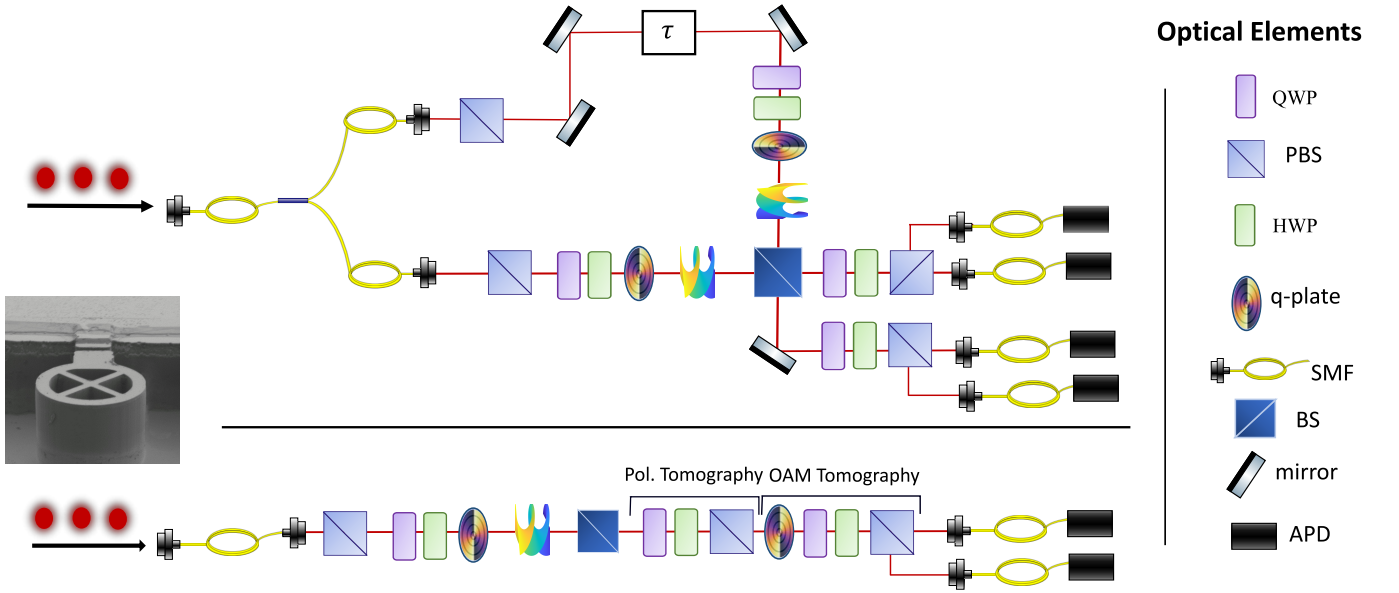 τ
Optical Elements
QWP
PBS
HWP
q-plate
SMF
BS
mirror
APD
Pol. Tomography OAM Tomography